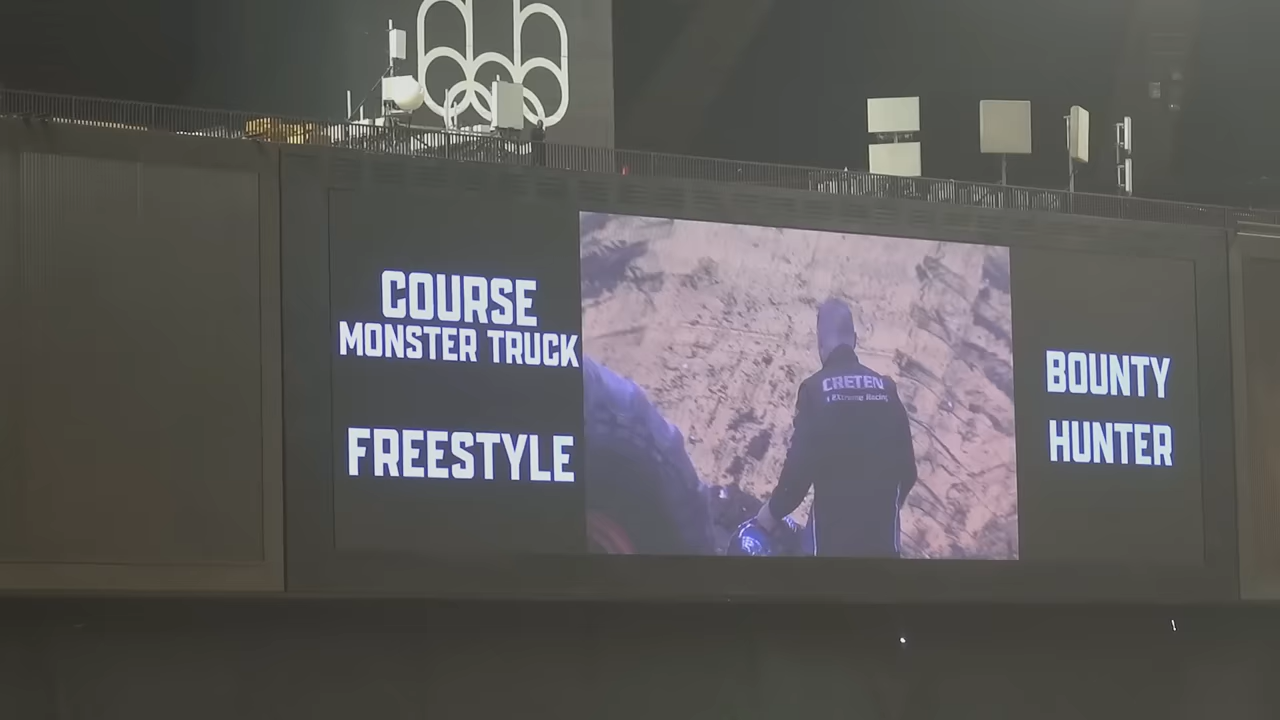 COURSE
MONSTER TRUCK
FREESTYLE
CRETEN
Extreme Racing
BOUNTY
HUNTER